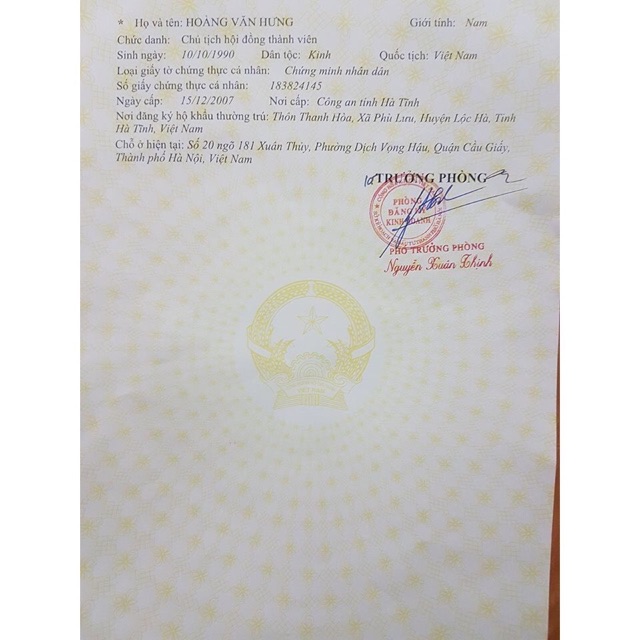 * Họ và tên: HOÀNG VĂN HƯNG Giới tính: Nam
Chức danh: Chủ tịch hội đồng thành viên
Sinh ngày: 10/10/1990 Dân tộc: Kinh Quốc tịch: Việt Nam
Loại giấy tờ chứng thực cá nhân: Chứng minh nhân dân
Số giấy chứng thực cá nhân: 183824145
Ngày cấp: 15/12/2007 Nơi cấp: Công an tỉnh Hà Tĩnh
Nơi đăng ký hộ khẩu thường trú: Thôn Thanh Hòa, Xã Phù Lưu, Huyện Lộc Hà, Tỉnh
Hà Tĩnh, Việt Nam
Chỗ ở hiện tại: Số 20 ngõ 181 Xuân Thủy, Phường Dịch Vọng Hậu, Quận Cầu Giấy,
Thành phố Hà Nội, Việt Nam
TRƯỞNG PHÒNG
PHÒNG
ĐĂNG KÝ
KINH DOANH
PHÓ TRƯỞNG PHÒNG
Nguyễn Xuân Thịnh